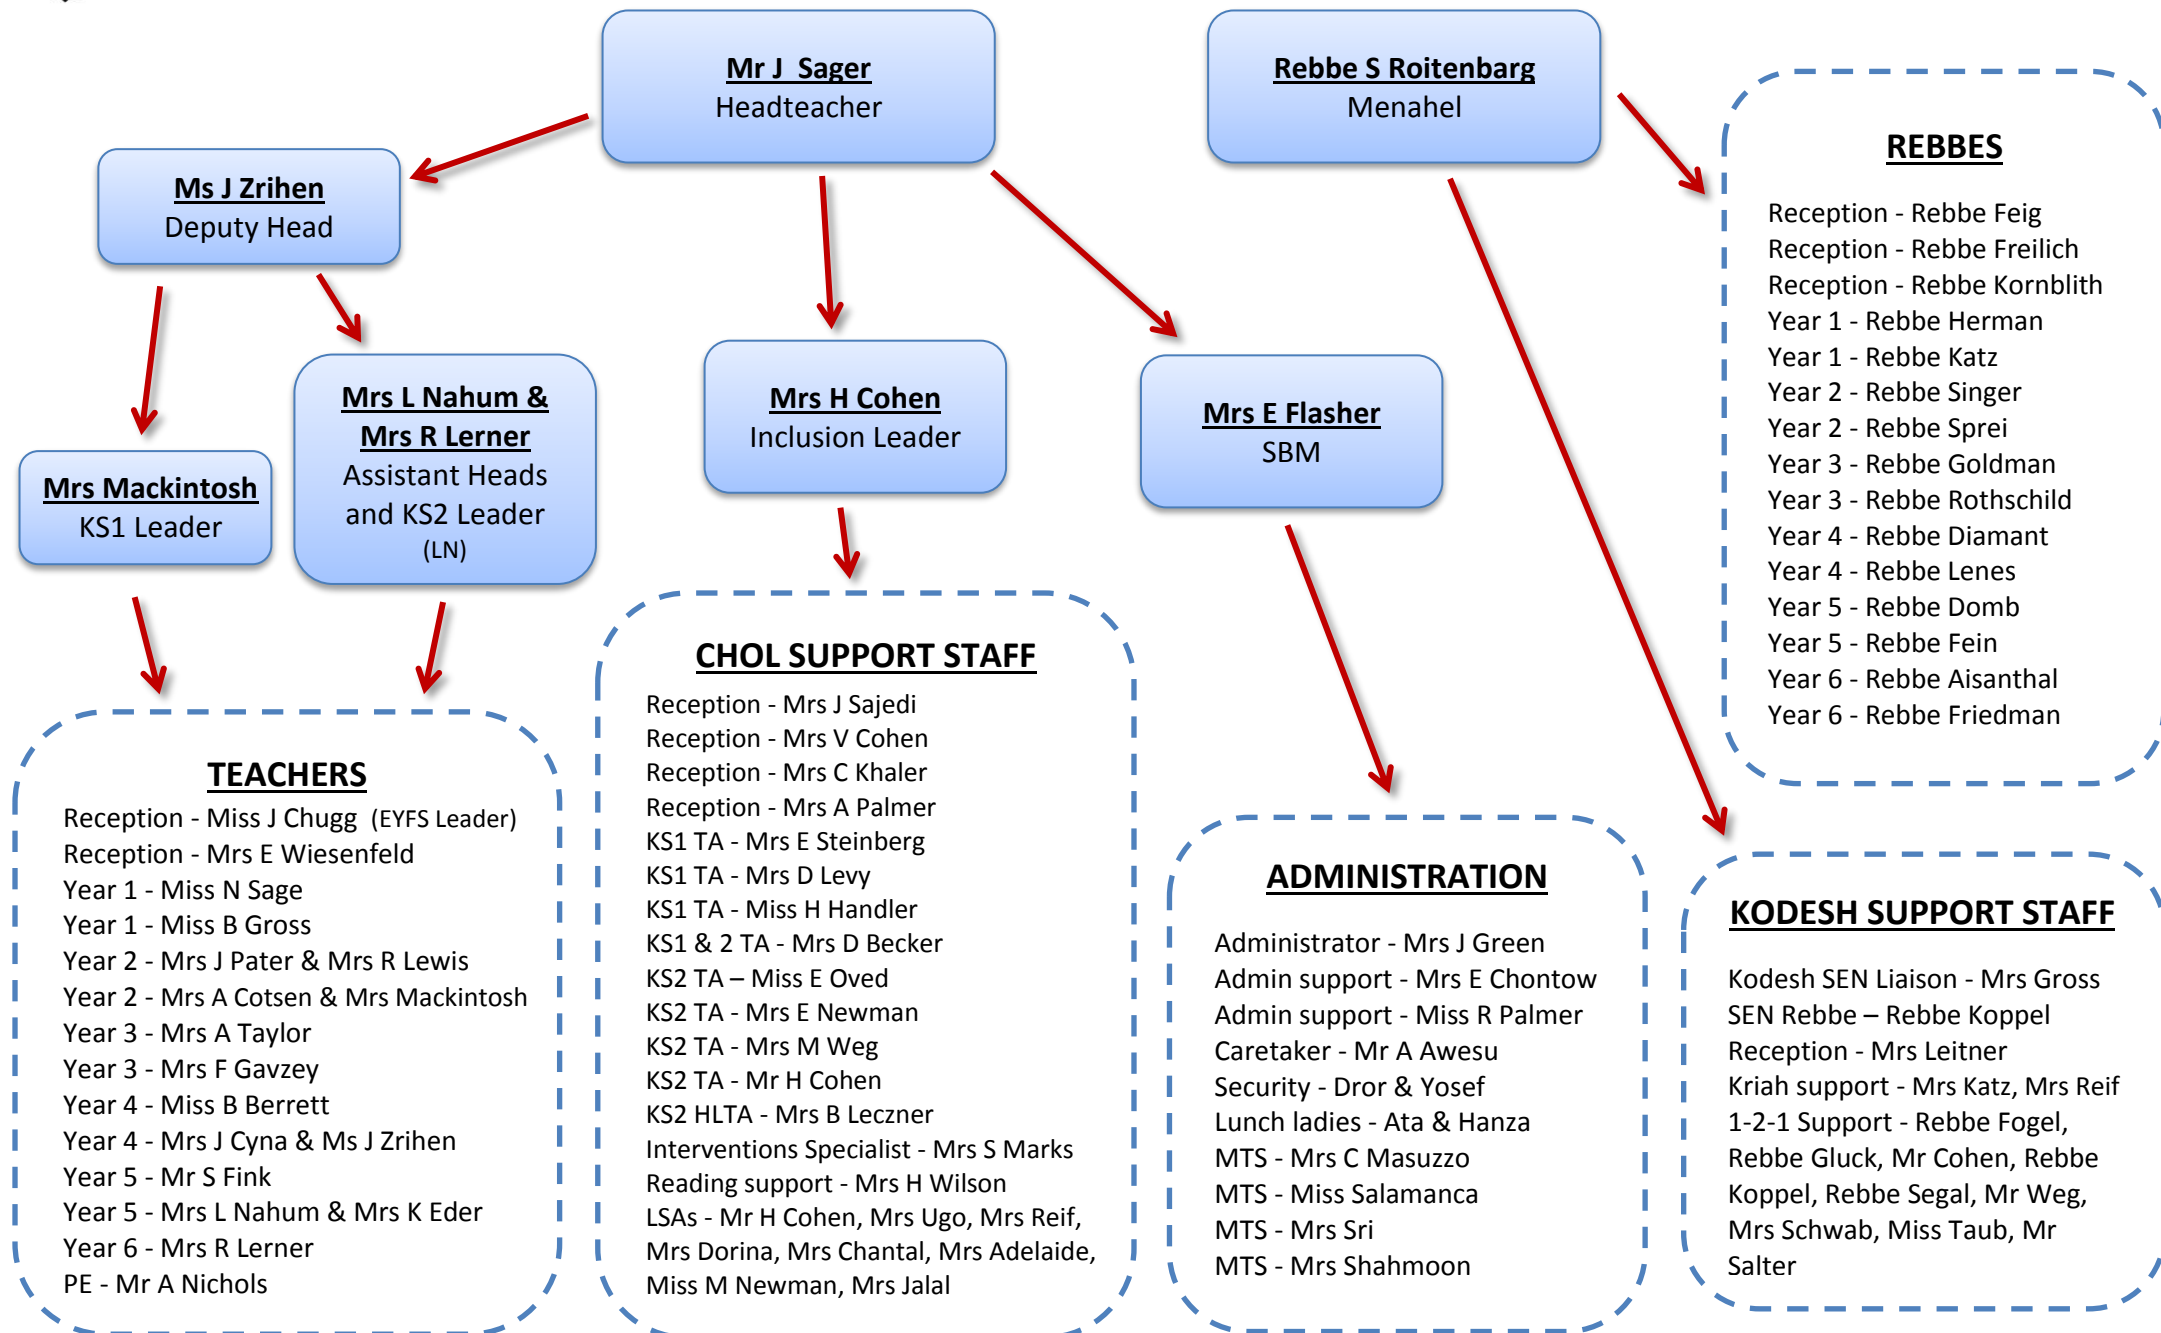 Mr J  Sager
Headteacher
Rebbe S Roitenbarg
Menahel
Ms J Zrihen
Deputy Head
Mrs Mackintosh
KS1 Leader
Mrs L Nahum &
Mrs R Lerner
Assistant Heads
and KS2 Leader
(LN)
Mrs H Cohen
Inclusion Leader
Mrs E Flasher
SBM
TEACHERS
Reception - Miss J Chugg  (EYFS Leader)
Reception - Mrs E Wiesenfeld
Year 1 - Miss N Sage
Year 1 - Miss B Gross
Year 2 - Mrs J Pater & Mrs R Lewis
Year 2 - Mrs A Cotsen & Mrs Mackintosh
Year 3 - Mrs A Taylor
Year 3 - Mrs F Gavzey
Year 4 - Miss B Berrett
Year 4 - Mrs J Cyna & Ms J Zrihen
Year 5 - Mr S Fink
Year 5 - Mrs L Nahum & Mrs K Eder
Year 6 - Mrs R Lerner
PE - Mr A Nichols
CHOL SUPPORT STAFF
Reception - Mrs J Sajedi
Reception - Mrs V Cohen
Reception - Mrs C Khaler
Reception - Mrs A Palmer
KS1 TA - Mrs E Steinberg
KS1 TA - Mrs D Levy
KS1 TA - Miss H Handler
KS1 & 2 TA - Mrs D Becker
KS2 TA – Miss E Oved
KS2 TA - Mrs E Newman
KS2 TA - Mrs M Weg
KS2 TA - Mr H Cohen
KS2 HLTA - Mrs B Leczner
Interventions Specialist - Mrs S Marks
Reading support - Mrs H Wilson
LSAs - Mr H Cohen, Mrs Ugo, Mrs Reif,
Mrs Dorina, Mrs Chantal, Mrs Adelaide,
Miss M Newman, Mrs Jalal
ADMINISTRATION
Administrator - Mrs J Green
Admin support - Mrs E Chontow
Admin support - Miss R Palmer
Caretaker - Mr A Awesu
Security - Dror & Yosef
Lunch ladies - Ata & Hanza
MTS - Mrs C Masuzzo
MTS - Miss Salamanca
MTS - Mrs Sri
MTS - Mrs Shahmoon
REBBES
Reception - Rebbe Feig
Reception - Rebbe Freilich
Reception - Rebbe Kornblith
Year 1 - Rebbe Herman
Year 1 - Rebbe Katz
Year 2 - Rebbe Singer
Year 2 - Rebbe Sprei
Year 3 - Rebbe Goldman
Year 3 - Rebbe Rothschild
Year 4 - Rebbe Diamant
Year 4 - Rebbe Lenes
Year 5 - Rebbe Domb
Year 5 - Rebbe Fein
Year 6 - Rebbe Aisanthal
Year 6 - Rebbe Friedman
KODESH SUPPORT STAFF
Kodesh SEN Liaison - Mrs Gross
SEN Rebbe – Rebbe Koppel
Reception - Mrs Leitner
Kriah support - Mrs Katz, Mrs Reif
1-2-1 Support - Rebbe Fogel,
Rebbe Gluck, Mr Cohen, Rebbe
Koppel, Rebbe Segal, Mr Weg,
Mrs Schwab, Miss Taub, Mr
Salter